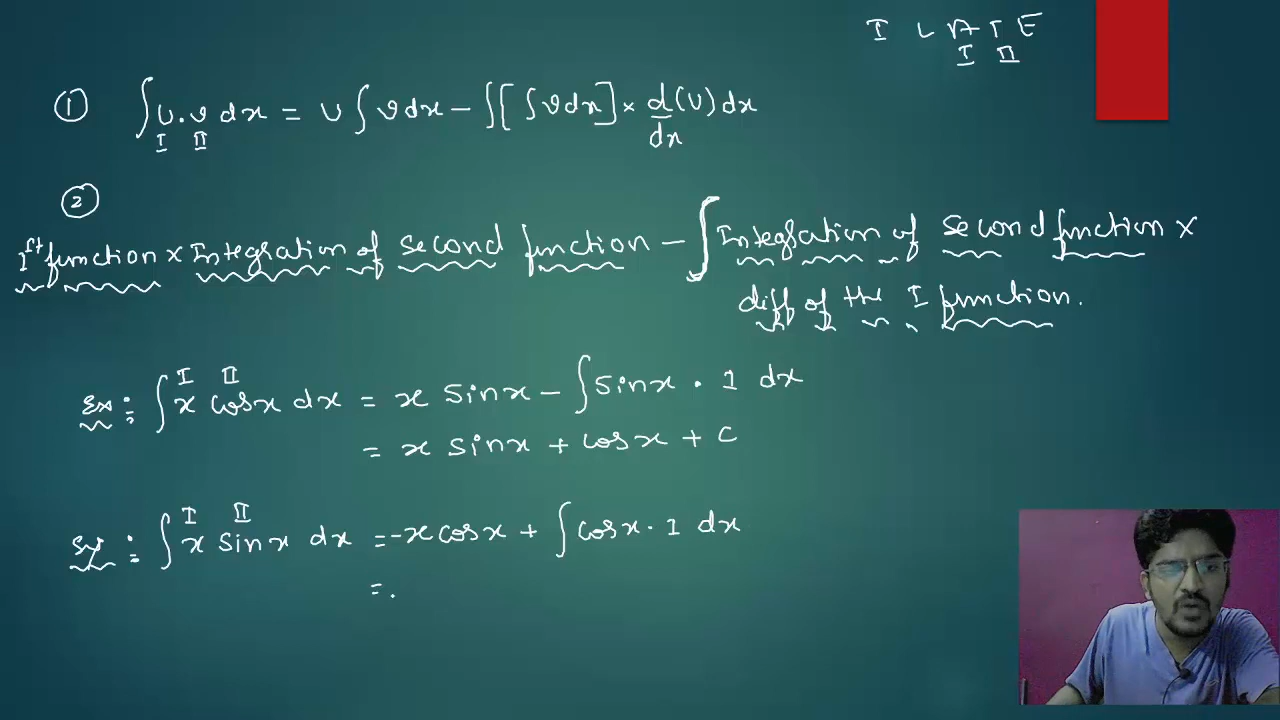 I L A T E
I II
① ∫ U.v dx = U ∫ v dx − ∫[∫v dx] × d/dx (U) dx
I II
②
Ist function × Integration of second function − ∫ Integration of second function ×
diff of the I function.
I II
Ex: ∫ x cosx dx = x sinx − ∫ sinx · 1 dx
= x sinx + cosx + c
I II
Ex: ∫ x sinx dx = -x cosx + ∫ cosx · 1 dx
= .